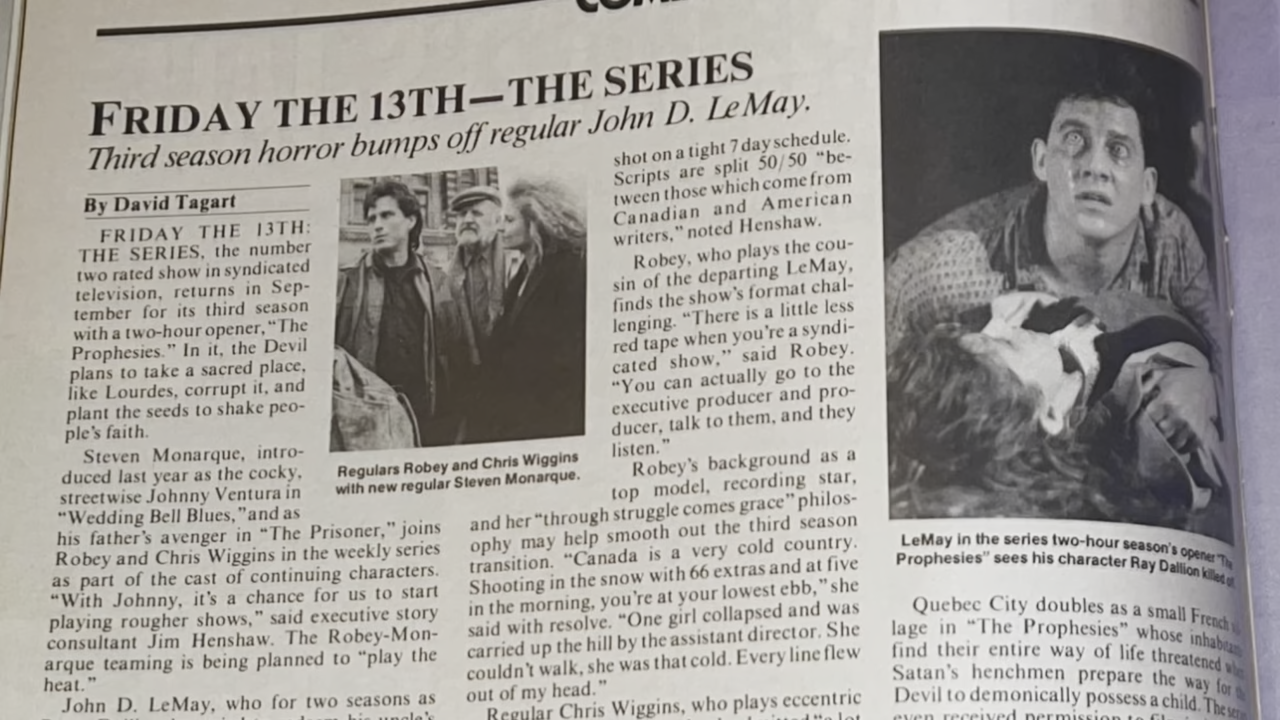 FRIDAY THE 13TH—THE SERIES
Third season horror bumps off regular John D. LeMay.
By David Tagart
FRIDAY THE 13TH:
THE SERIES, the number
two rated show in syndicated
television, returns in Sep-
tember for its third season
with a two-hour opener, "The
Prophesies." In it, the Devil
plans to take a sacred place,
like Lourdes, corrupt it, and
plant the seeds to shake peo-
ple's faith.
Steven Monarque, intro-
duced last year as the cocky,
streetwise Johnny Ventura in
"Wedding Bell Blues," and as
his father's avenger in "The Prisoner," joins
Robey and Chris Wiggins in the weekly series
as part of the cast of continuing characters.
"With Johnny, it's a chance for us to start
playing rougher shows," said executive story
consultant Jim Henshaw. The Robey-Mon-
arque teaming is being planned to "play the
heat."
John D. LeMay, who for two seasons as
Regulars Robey and Chris Wiggins
with new regular Steven Monarque.
shot on a tight 7 day schedule.
Scripts are split 50/50 "be-
tween those which come from
Canadian and American
writers," noted Henshaw.
Robey, who plays the cou-
sin of the departing LeMay,
finds the show's format chal-
lenging. "There is a little less
red tape when you're a syndi-
cated show," said Robey.
"You can actually go to the
executive producer and pro-
ducer, talk to them, and they
listen."
Robey's background as a
top model, recording star,
and her "through struggle comes grace" philos-
ophy may help smooth out the third season
transition. "Canada is a very cold country.
Shooting in the snow with 66 extras and at five
in the morning, you're at your lowest ebb," she
said with resolve. "One girl collapsed and was
carried up the hill by the assistant director. She
couldn't walk, she was that cold. Every line flew
out of my head."
Regular Chris Wiggins, who plays eccentric
LeMay in the series two-hour season's opener "The
Prophesies" sees his character Ray Dallion killed
Quebec City doubles as a small French
lage in "The Prophesies" whose
find their entire way of life threatened
Satan's henchmen prepare the way for
Devil to demonically possess a child. The
even received permission